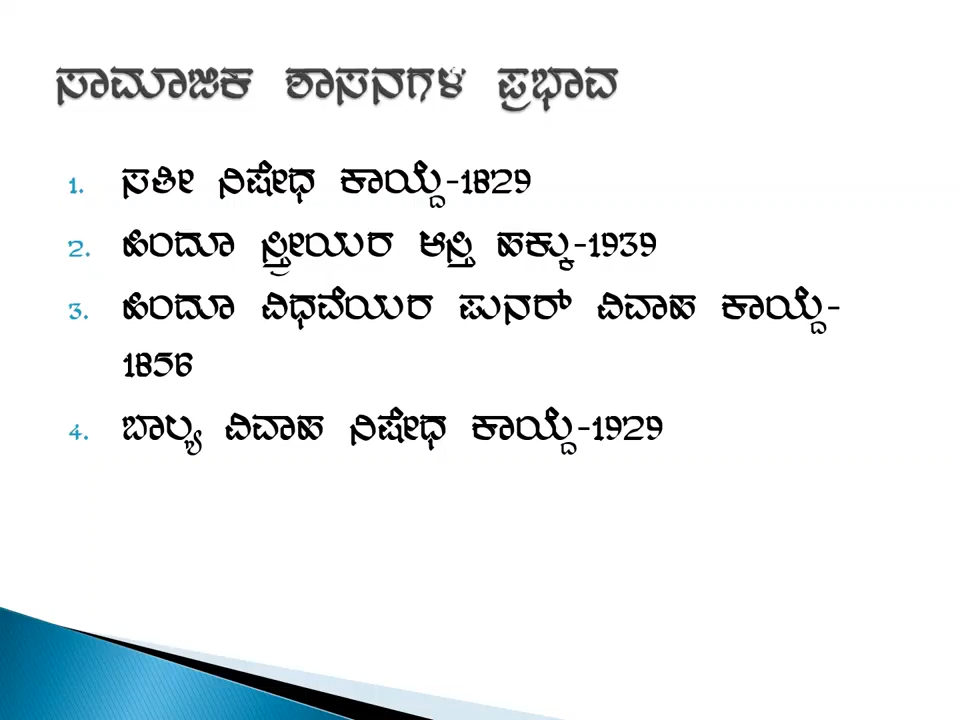 ಸಾಮಾಜಿಕ ಶಾಸನಗಳ ಪ್ರಭಾವ
1. ಸತೀ ನಿಷೇಧ ಕಾಯ್ದೆ-1829
2. ಹಿಂದೂ ಸ್ತ್ರೀಯರ ಆಸ್ತಿ ಹಕ್ಕು-1939
3. ಹಿಂದೂ ವಿಧವೆಯರ ಪುನರ್ ವಿವಾಹ ಕಾಯ್ದೆ-
1856
4. ಬಾಲ್ಯ ವಿವಾಹ ನಿಷೇಧ ಕಾಯ್ದೆ-1929